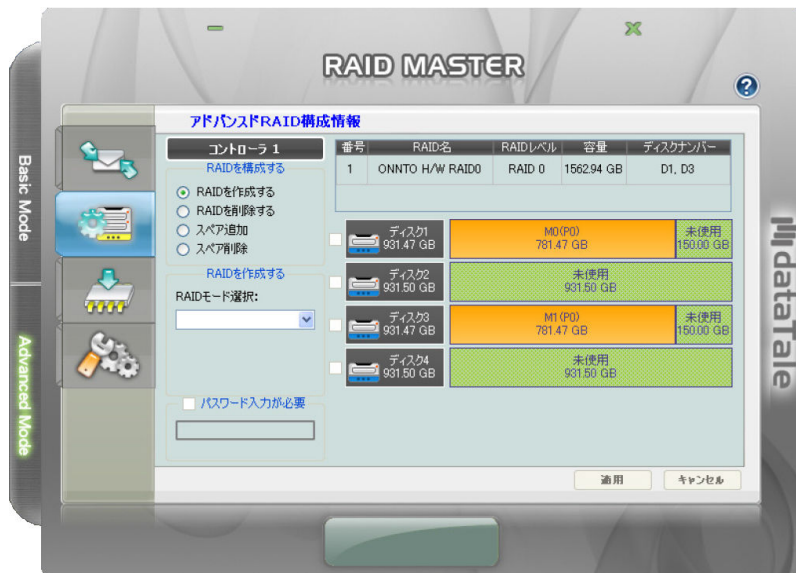 RAID MASTER
?
アドバンスドRAID構成情報
コントローラ 1
RAIDを構成する
RAIDを作成する
RAIDを削除する
スペア追加
スペア削除
RAIDを作成する
RAIDモード選択:
パスワード入力が必要
番号 RAID名 RAIDレベル 容量 ディスクナンバー
1 ONNTO H/W RAID0 RAID 0 1562.94 GB D1, D3
ディスク1
931.47 GB
M0(P0)
781.47 GB
未使用
150.00 GB
ディスク2
931.50 GB
未使用
931.50 GB
ディスク3
931.47 GB
M1(P0)
781.47 GB
未使用
150.00 GB
ディスク4
931.50 GB
未使用
931.50 GB
適用 キャンセル
Basic Mode
Advanced Mode
dataTale